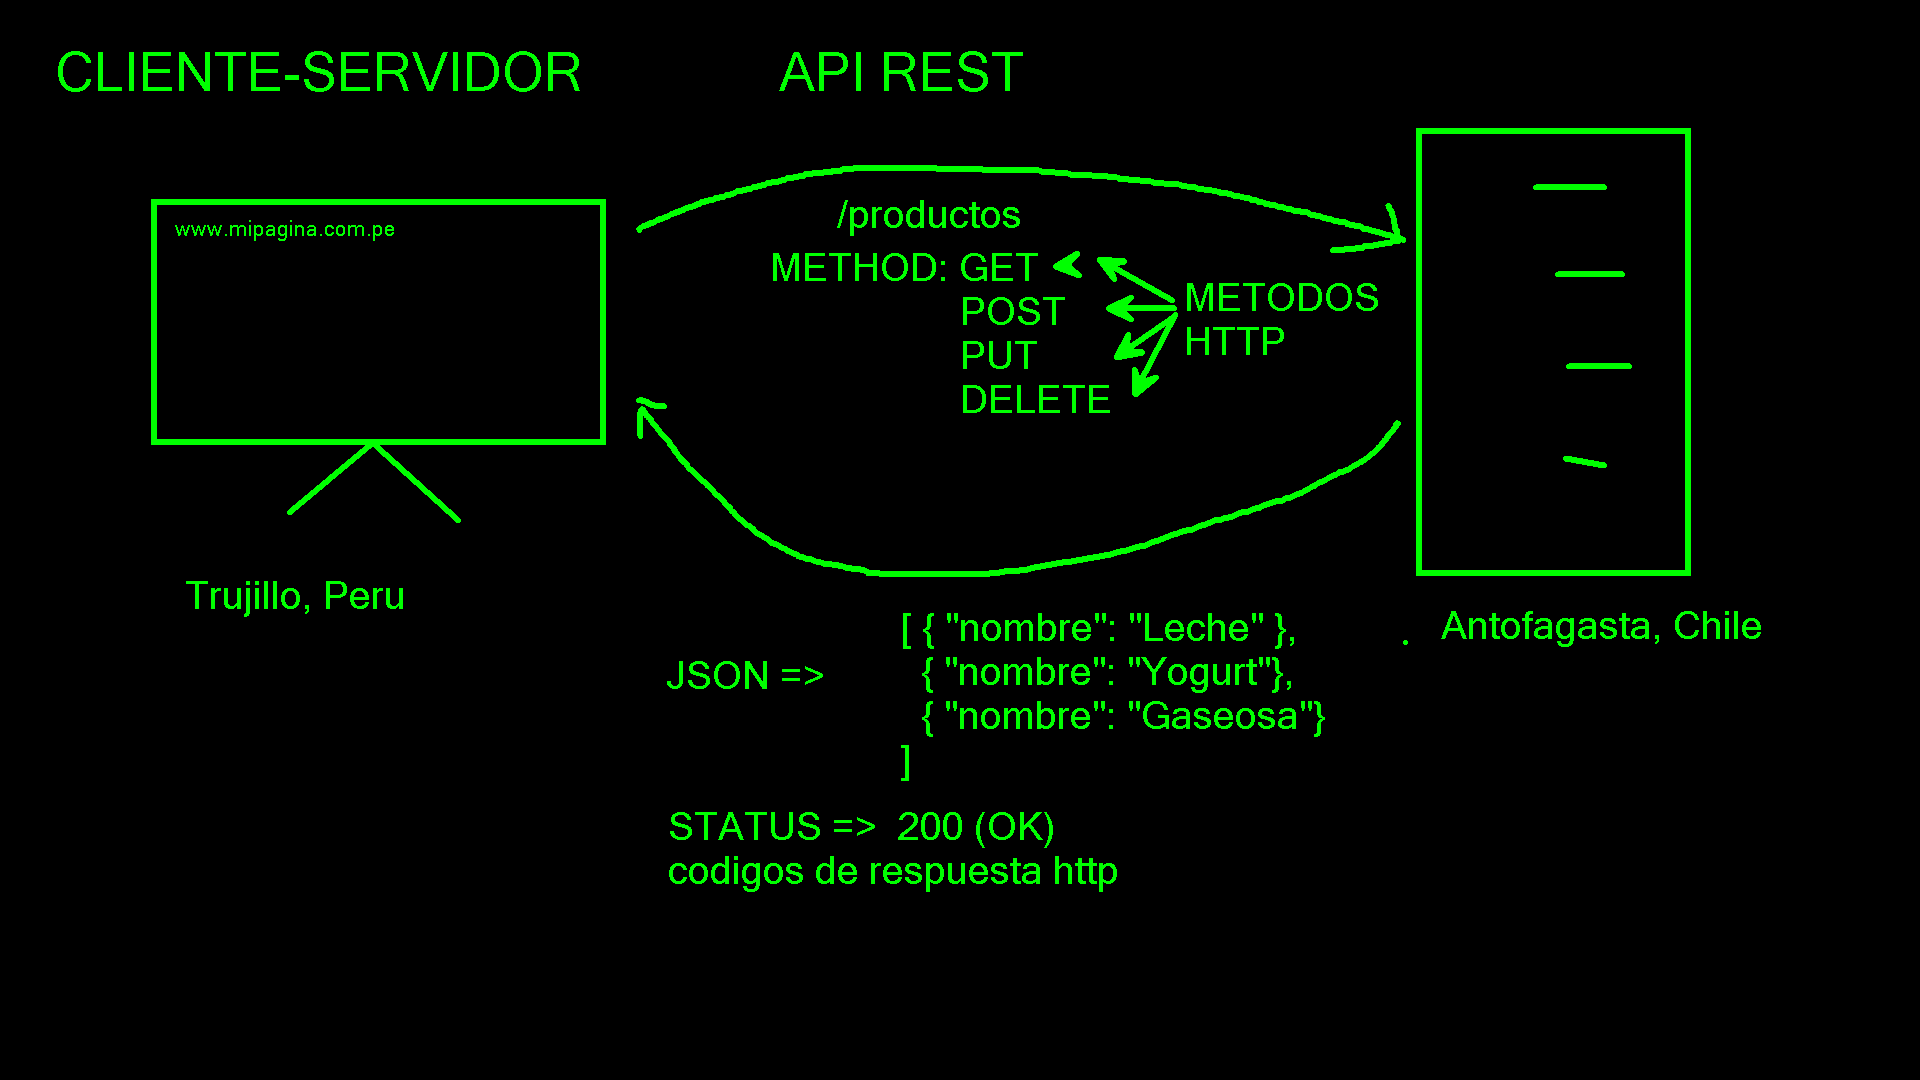 CLIENTE-SERVIDOR
API REST
www.mipagina.com.pe
/productos
METHOD: GET
POST
PUT
DELETE
METODOS
HTTP
Trujillo, Peru
Antofagasta, Chile
JSON =>
[ { "nombre": "Leche" },
{ "nombre": "Yogurt"},
{ "nombre": "Gaseosa"}
]
STATUS => 200 (OK)
codigos de respuesta http